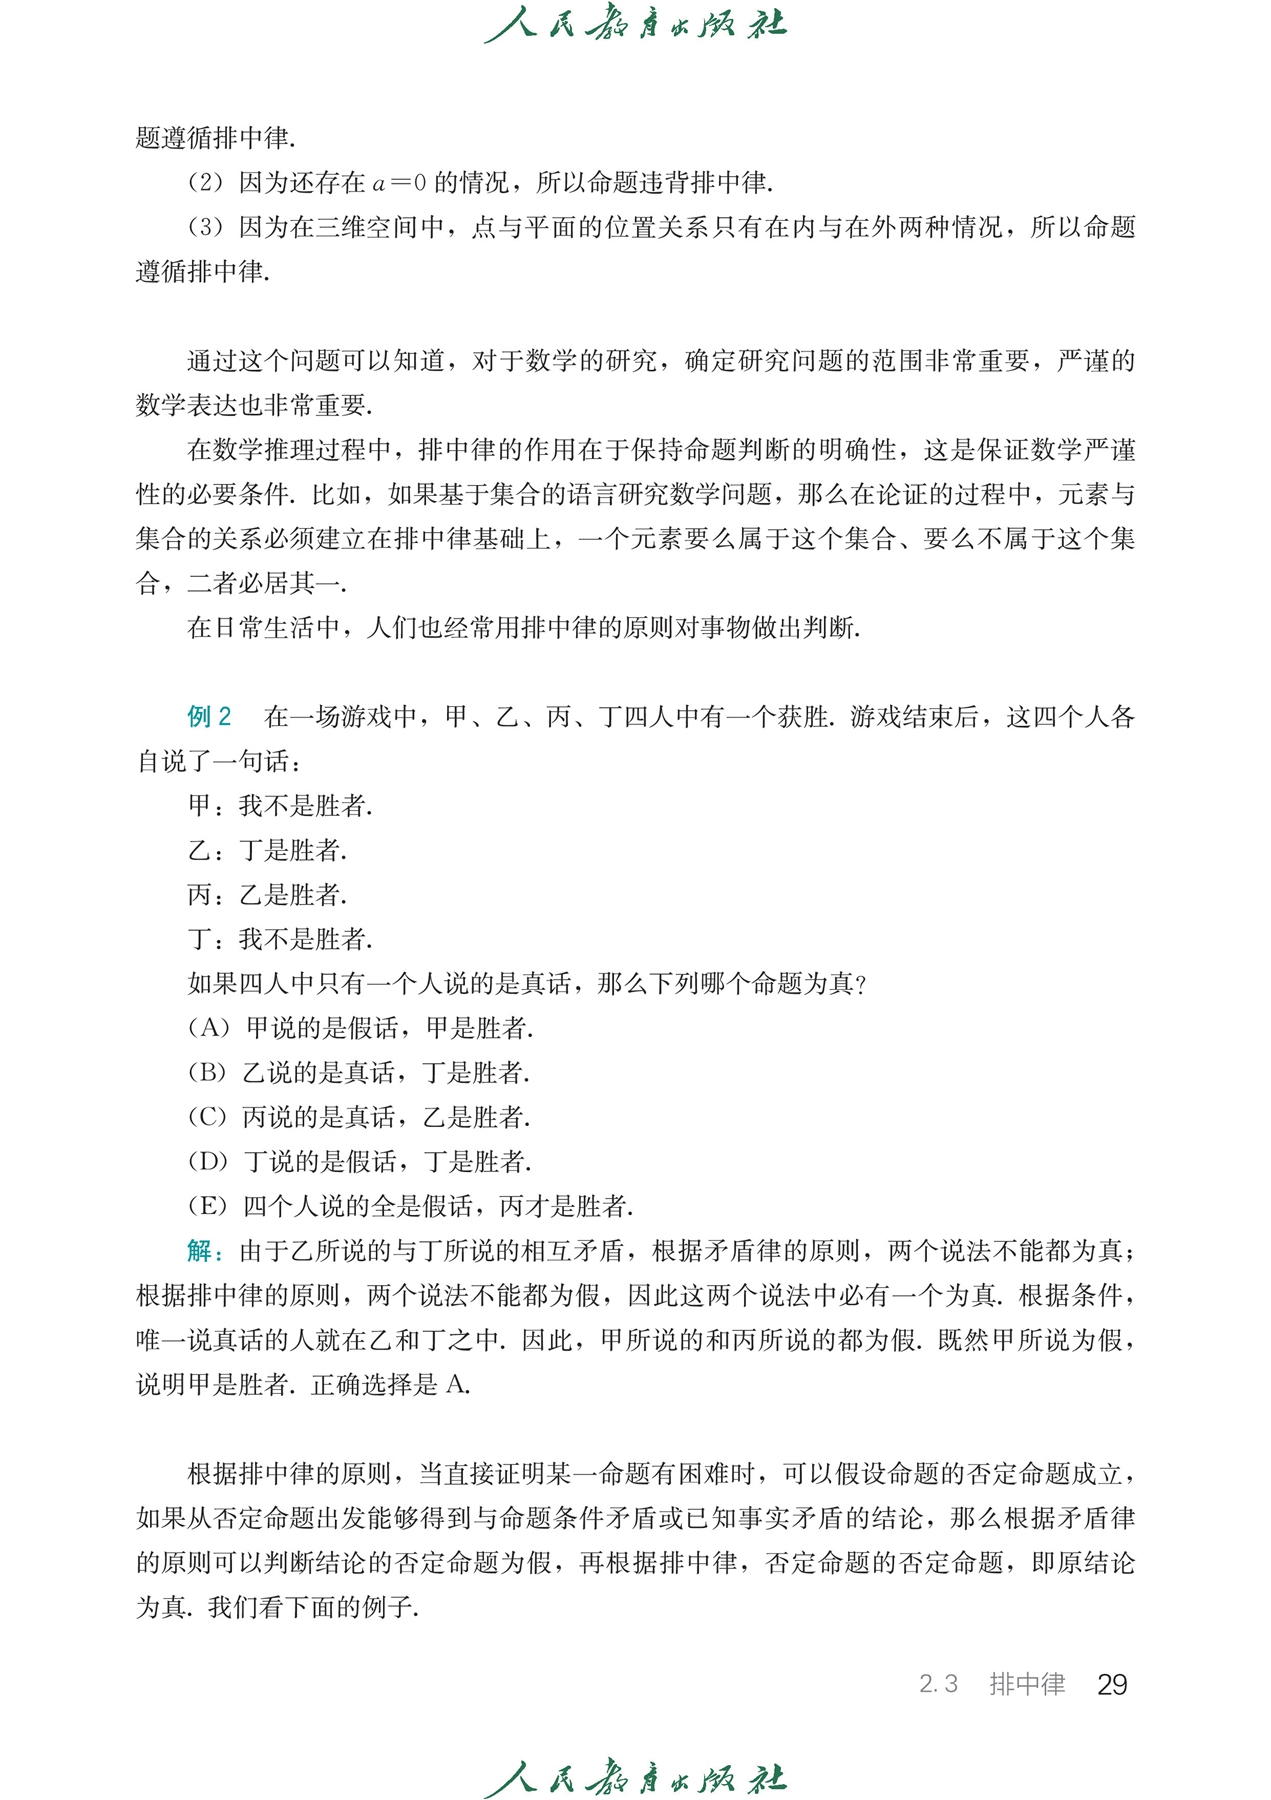 人民教育出版社
题遵循排中律.
（2）因为还存在 a＝0 的情况，所以命题违背排中律.
（3）因为在三维空间中，点与平面的位置关系只有在内与在外两种情况，所以命题
遵循排中律.
通过这个问题可以知道，对于数学的研究，确定研究问题的范围非常重要，严谨的
数学表达也非常重要.
在数学推理过程中，排中律的作用在于保持命题判断的明确性，这是保证数学严谨
性的必要条件. 比如，如果基于集合的语言研究数学问题，那么在论证的过程中，元素与
集合的关系必须建立在排中律基础上，一个元素要么属于这个集合、要么不属于这个集
合，二者必居其一.
在日常生活中，人们也经常用排中律的原则对事物做出判断.
例 2 在一场游戏中，甲、乙、丙、丁四人中有一个获胜. 游戏结束后，这四个人各
自说了一句话：
甲：我不是胜者.
乙：丁是胜者.
丙：乙是胜者.
丁：我不是胜者.
如果四人中只有一个人说的是真话，那么下列哪个命题为真？
（A）甲说的是假话，甲是胜者.
（B）乙说的是真话，丁是胜者.
（C）丙说的是真话，乙是胜者.
（D）丁说的是假话，丁是胜者.
（E）四个人说的全是假话，丙才是胜者.
解：由于乙所说的与丁所说的相互矛盾，根据矛盾律的原则，两个说法不能都为真；
根据排中律的原则，两个说法不能都为假，因此这两个说法中必有一个为真. 根据条件，
唯一说真话的人就在乙和丁之中. 因此，甲所说的和丙所说的都为假. 既然甲所说为假，
说明甲是胜者. 正确选择是 A.
根据排中律的原则，当直接证明某一命题有困难时，可以假设命题的否定命题成立，
如果从否定命题出发能够得到与命题条件矛盾或已知事实矛盾的结论，那么根据矛盾律
的原则可以判断结论的否定命题为假，再根据排中律，否定命题的否定命题，即原结论
为真. 我们看下面的例子.
2.3 排中律 29
人民教育出版社